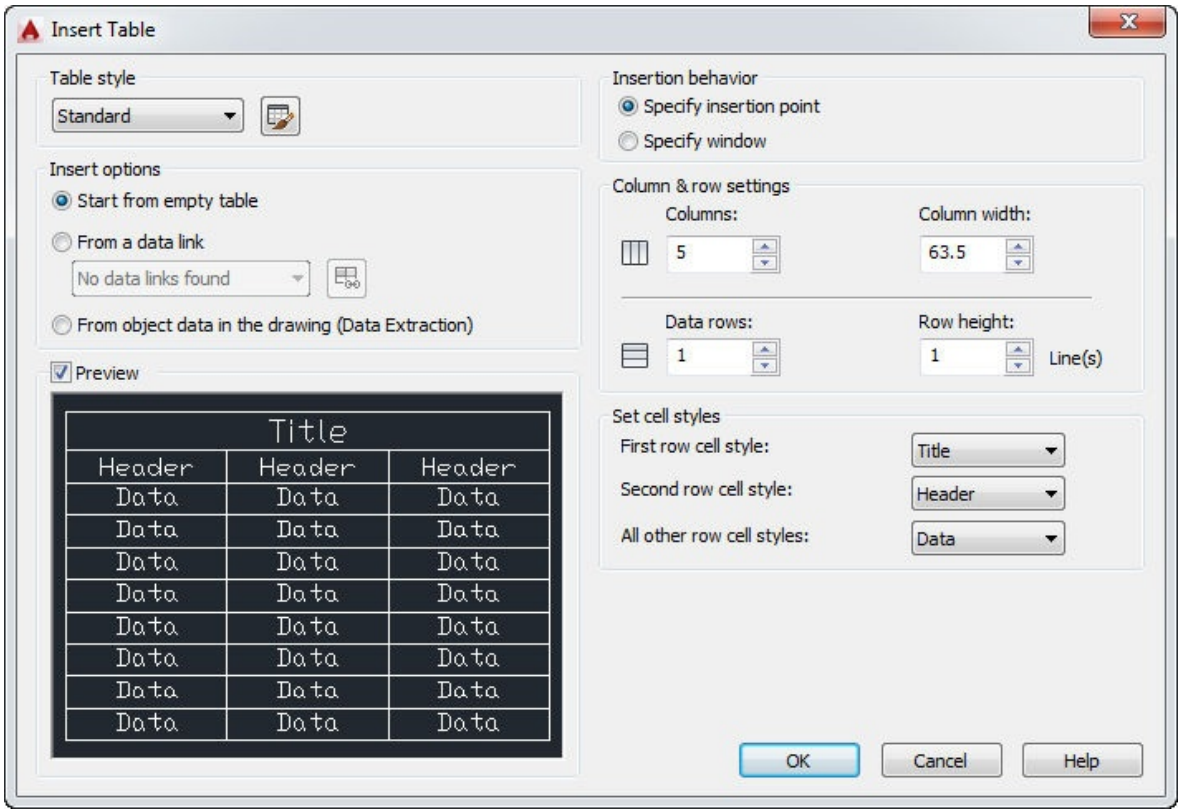 Insert Table
Table style
Standard
Insert options
Start from empty table
From a data link
No data links found
From object data in the drawing (Data Extraction)
Preview
Title
Header Header Header
Data Data Data
Data Data Data
Data Data Data
Data Data Data
Data Data Data
Data Data Data
Data Data Data
Data Data Data
Insertion behavior
Specify insertion point
Specify window
Column & row settings
Columns: Column width:
5 63.5
Data rows: Row height:
1 1 Line(s)
Set cell styles
First row cell style: Title
Second row cell style: Header
All other row cell styles: Data
OK Cancel Help